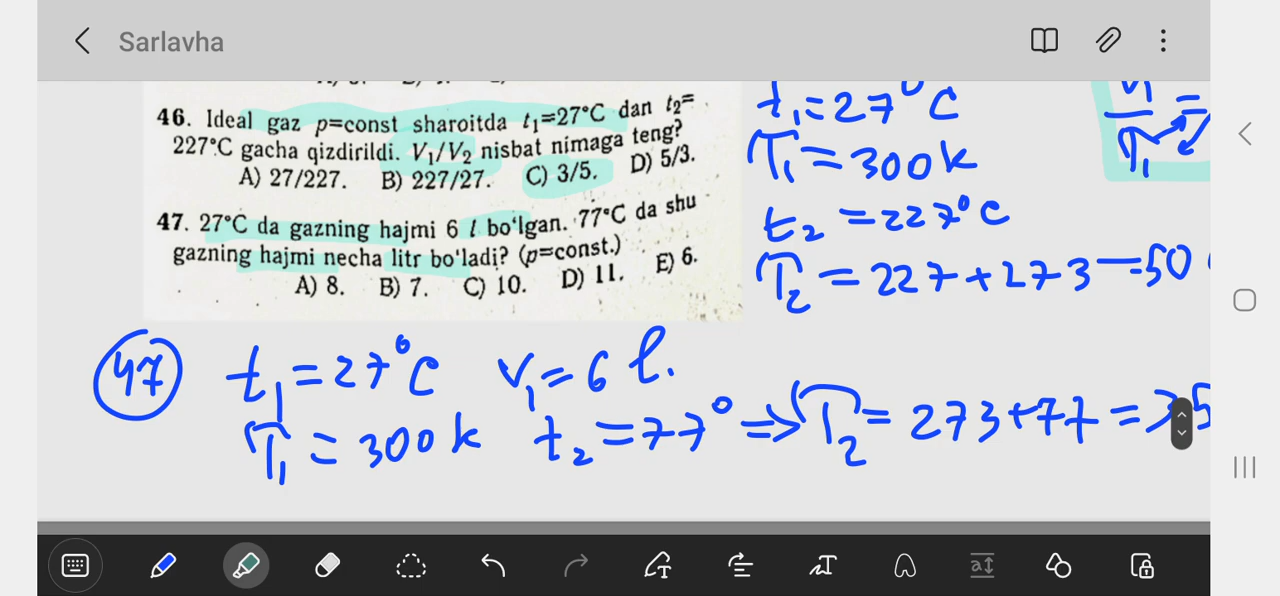 Sarlavha
46. Ideal gaz p=const sharoitda t₁=27°C dan t₂=
227°C gacha qizdirildi. V₁/V₂ nisbat nimaga teng?
A) 27/227. B) 227/27. C) 3/5. D) 5/3.
47. 27°C da gazning hajmi 6 l bo'lgan. 77°C da shu
gazning hajmi necha litr bo'ladi? (p=const.)
A) 8. B) 7. C) 10. D) 11. E) 6.
t₁=27°C
T₁=300k
t₂=227°C
T₂=227+273=50
V₁
T₁
=
47 t₁=27°C V₁=6 l.
T₁=300k t₂=77° ⇒ T₂=273+77=